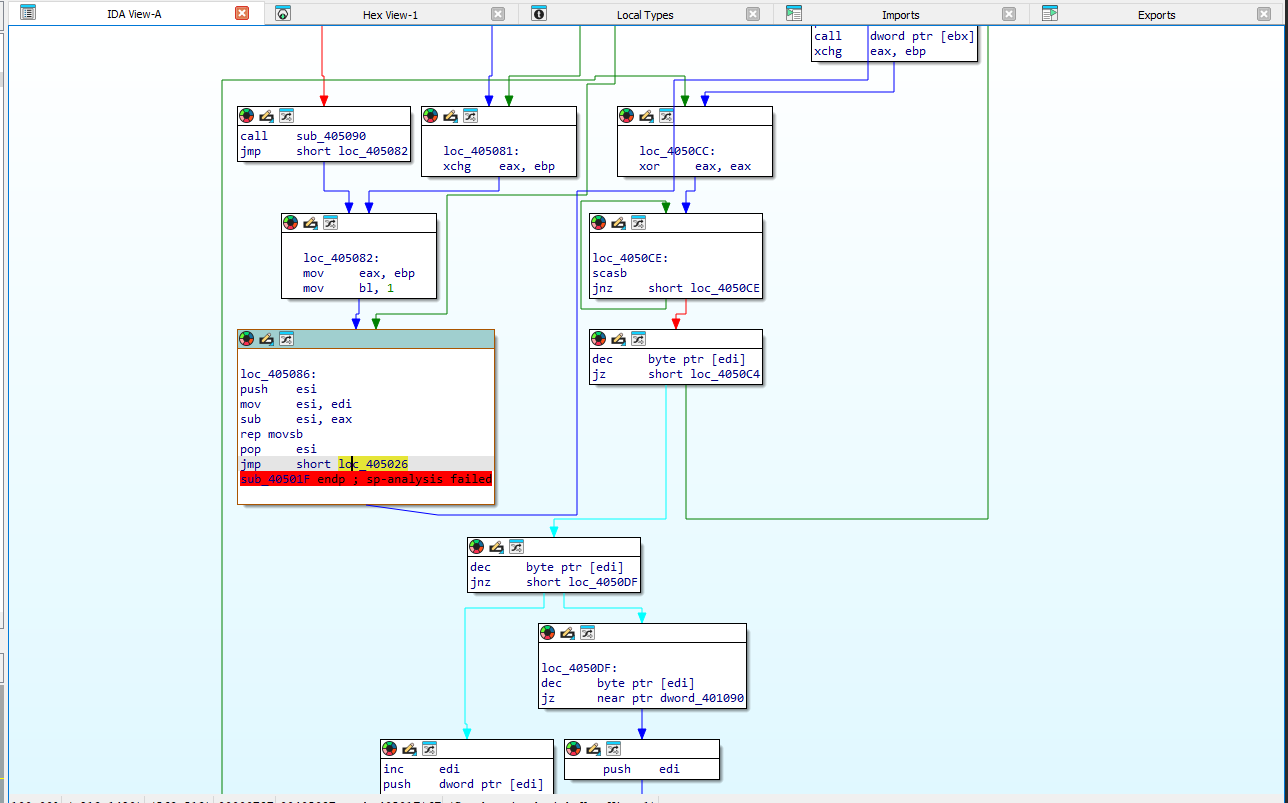 IDA View-A
Hex View-1
Local Types
Imports
Exports
call dword ptr [ebx]
xchg eax, ebp
call sub_405090
jmp short loc_405082
loc_405081:
xchg eax, ebp
loc_4050CC:
xor eax, eax
loc_405082:
mov eax, ebp
mov bl, 1
loc_4050CE:
scasb
jnz short loc_4050CE
loc_405086:
push esi
mov esi, edi
sub esi, eax
rep movsb
pop esi
jmp short loc_405026
sub_40501F endp ; sp-analysis failed
dec byte ptr [edi]
jz short loc_4050C4
dec byte ptr [edi]
jnz short loc_4050DF
loc_4050DF:
dec byte ptr [edi]
jz near ptr dword_401090
inc edi
push dword ptr [edi]
push edi